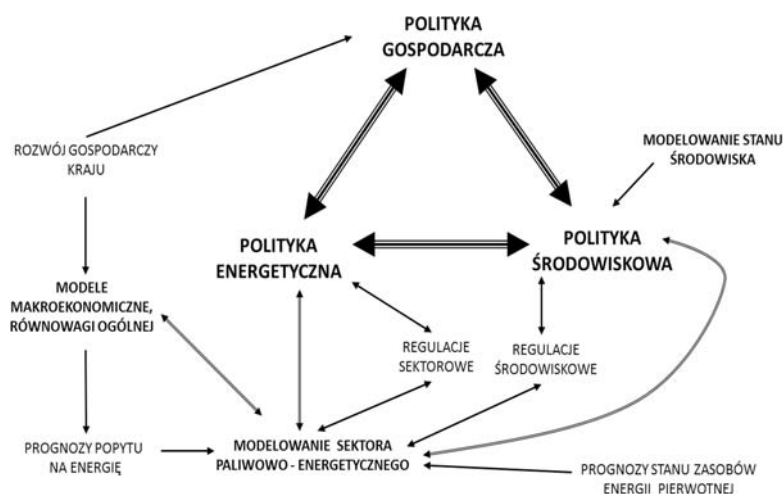 POLITYKA
GOSPODARCZA
ROZWÓJ GOSPODARCZY
KRAJU
MODELOWANIE STANU
ŚRODOWISKA
POLITYKA
ENERGETYCZNA
POLITYKA
ŚRODOWISKOWA
MODELE
MAKROEKONOMICZNE,
RÓWNOWAGI OGÓLNEJ
REGULACJE
SEKTOROWE
REGULACJE
ŚRODOWISKOWE
PROGNOZY POPYTU
NA ENERGIĘ
MODELOWANIE SEKTORA
PALIWOWO - ENERGETYCZNEGO
PROGNOZY STANU ZASOBÓW
ENERGII PIERWOTNEJ